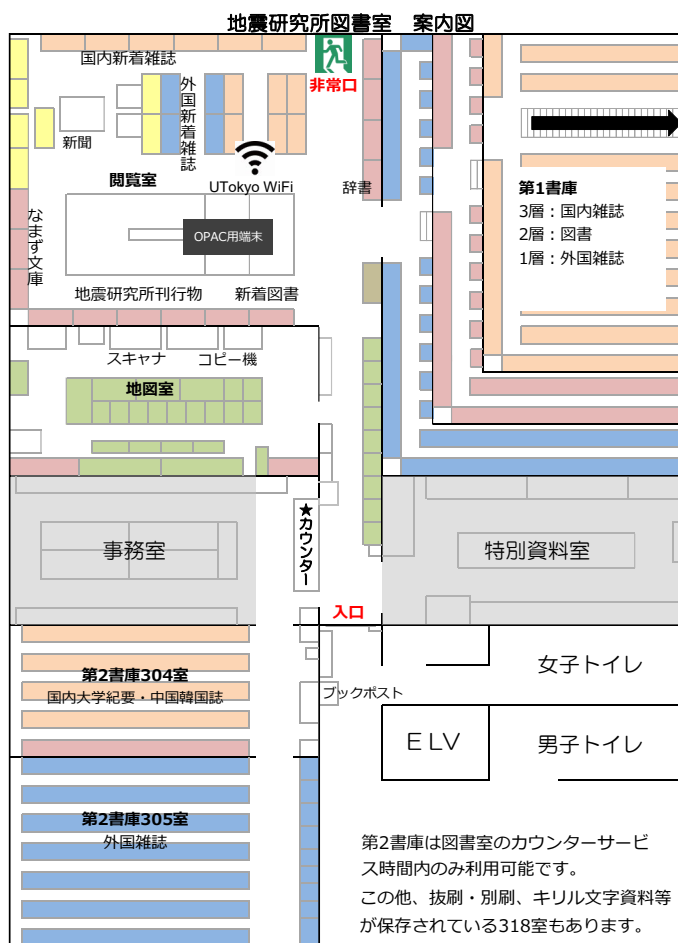 地震研究所図書室　案内図
国内新着雑誌
非常口
外国新着雑誌
新聞
閲覧室
UTokyo WiFi
辞書
第1書庫
3層：国内雑誌
2層：図書
1層：外国雑誌
なまず文庫
OPAC用端末
地震研究所刊行物
新着図書
スキャナ
コピー機
地図室
★カウンター
事務室
特別資料室
入口
第2書庫304室
国内大学紀要・中国韓国誌
ブックポスト
女子トイレ
ELV
男子トイレ
第2書庫305室
外国雑誌
第2書庫は図書室のカウンターサービ
ス時間内のみ利用可能です。
この他、抜刷・別刷、キリル文字資料等
が保存されている318室もあります。